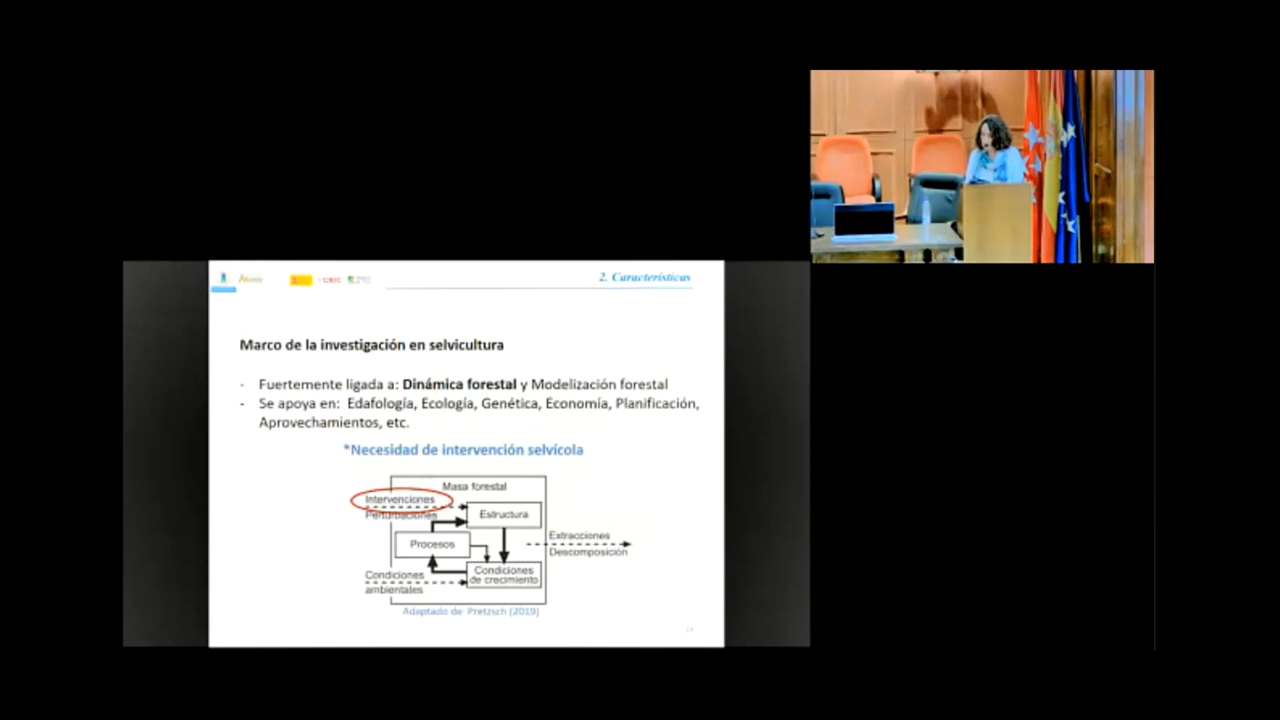 2. Características
Marco de la investigación en selvicultura
- Fuertemente ligada a: Dinámica forestal y Modelización forestal
- Se apoya en: Edafología, Ecología, Genética, Economía, Planificación,
Aprovechamientos, etc.
*Necesidad de intervención selvícola
Masa forestal
Intervenciones
Perturbaciones
Estructura
Procesos
Extracciones
Descomposición
Condiciones
de crecimiento
Condiciones
ambientales
Adaptado de Pretzsch (2019)